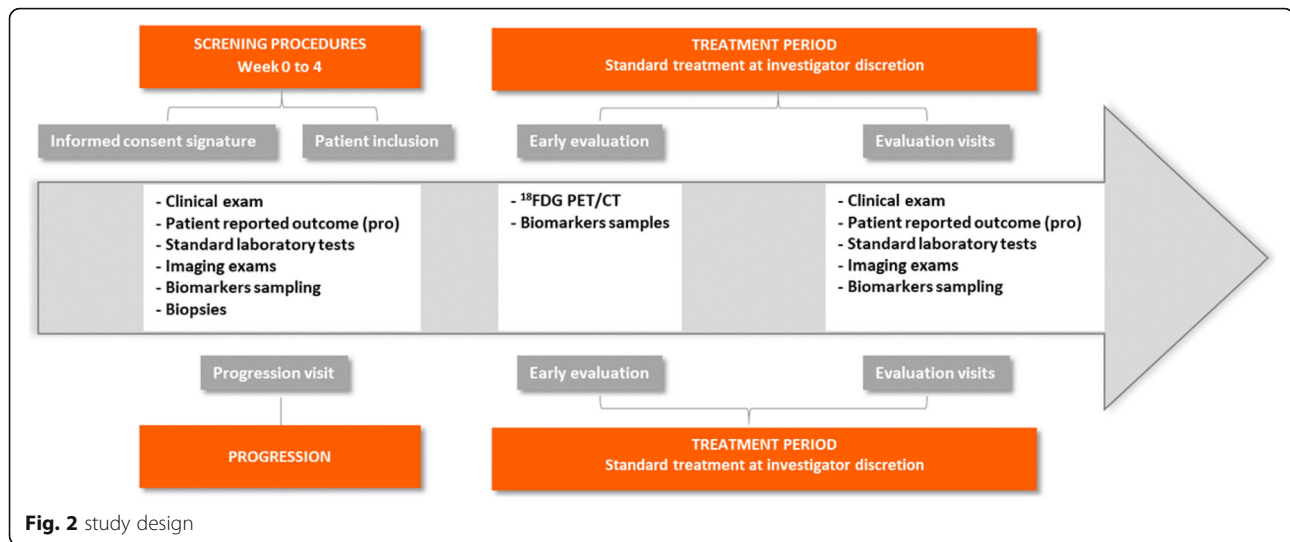 SCRENING PROCEDURES
Week 0 to 4
TREATMENT PERIOD
Standard treatment at investigator discretion
Informed consent signature
Patient inclusion
Early evaluation
Evaluation visits
- Clinical exam
- Patient reported outcome (pro)
- Standard laboratory tests
- Imaging exams
- Biomarkers sampling
- Biopsies
- ¹⁸FDG PET/CT
- Biomarkers samples
- Clinical exam
- Patient reported outcome (pro)
- Standard laboratory tests
- Imaging exams
- Biomarkers sampling
Progression visit
Early evaluation
Evaluation visits
PROGRESSION
TREATMENT PERIOD
Standard treatment at investigator discretion
Fig. 2 study design